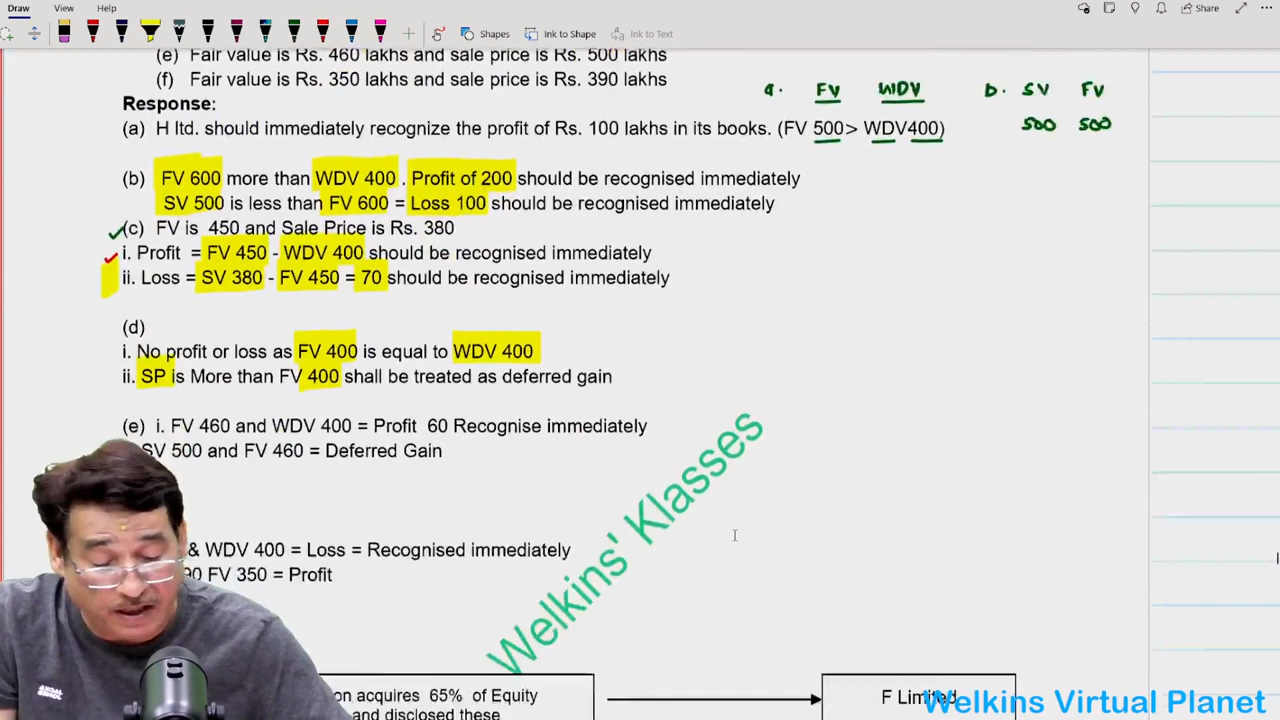 Draw View Help
Share
Shapes Ink to Shape Ink to Text
(e) Fair value is Rs. 460 lakhs and sale price is Rs. 500 lakhs
(f) Fair value is Rs. 350 lakhs and sale price is Rs. 390 lakhs
a. FV WDV b. SV FV
Response:
500 500
(a) H ltd. should immediately recognize the profit of Rs. 100 lakhs in its books. (FV 500> WDV400)
(b) FV 600 more than WDV 400 . Profit of 200 should be recognised immediately
SV 500 is less than FV 600 = Loss 100 should be recognised immediately
(c) FV is 450 and Sale Price is Rs. 380
i. Profit = FV 450 - WDV 400 should be recognised immediately
ii. Loss = SV 380 - FV 450 = 70 should be recognised immediately
(d)
i. No profit or loss as FV 400 is equal to WDV 400
ii. SP is More than FV 400 shall be treated as deferred gain
(e) i. FV 460 and WDV 400 = Profit 60 Recognise immediately
SV 500 and FV 460 = Deferred Gain
& WDV 400 = Loss = Recognised immediately
90 FV 350 = Profit
Welkins' Klasses
on acquires 65% of Equity
and disclosed these
F Limited
Welkins Virtual Planet